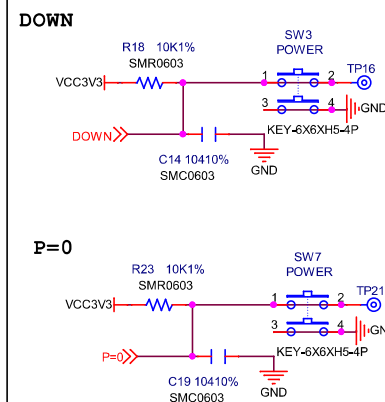 DOWN
SW3
POWER
R18 10K1%
SMR0603
TP16
VCC3V3
1
2
3
4
GND
KEY-6X6XH5-4P
DOWN
C14 10410%
SMC0603
GND
P=0
SW7
POWER
R23 10K1%
SMR0603
TP21
VCC3V3
1
2
3
4
GN
KEY-6X6XH5-4P
P=0
C19 10410%
SMC0603
GND